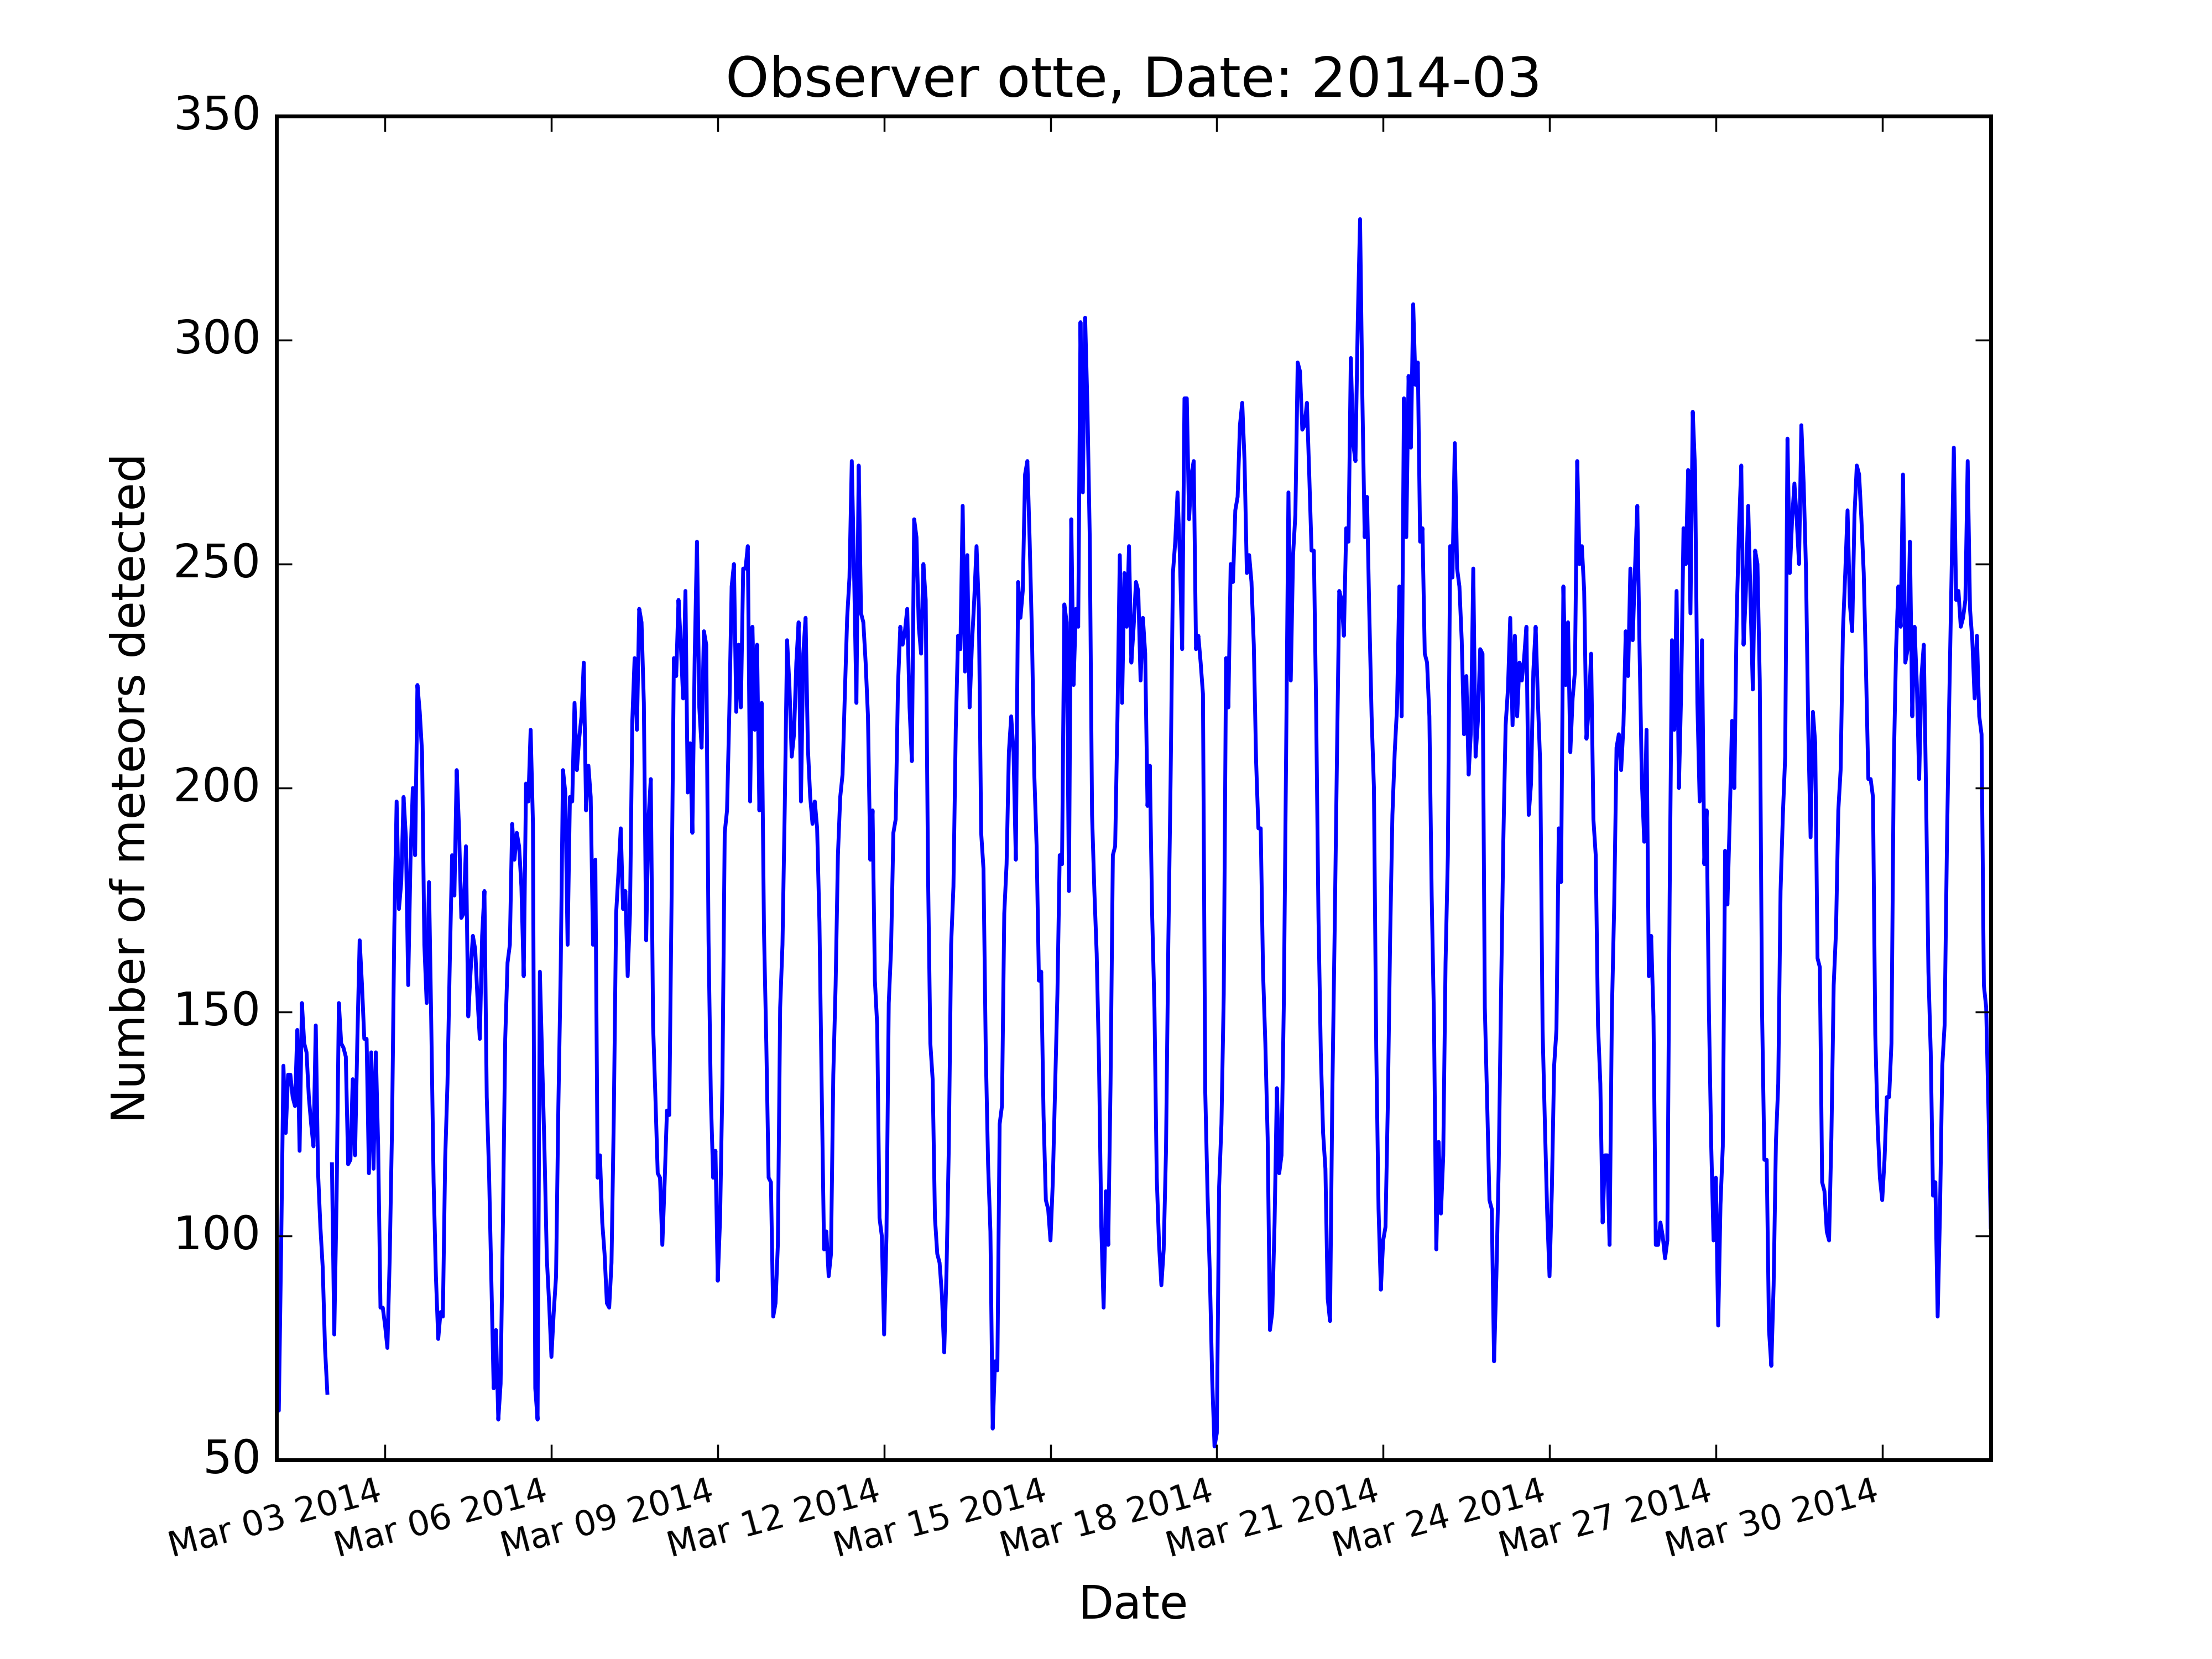 Observer otte, Date: 2014-03
350
300
250
200
150
100
50
Number of meteors detected
Mar 03 2014
Mar 06 2014
Mar 09 2014
Mar 12 2014
Mar 15 2014
Mar 18 2014
Mar 21 2014
Mar 24 2014
Mar 27 2014
Mar 30 2014
Date